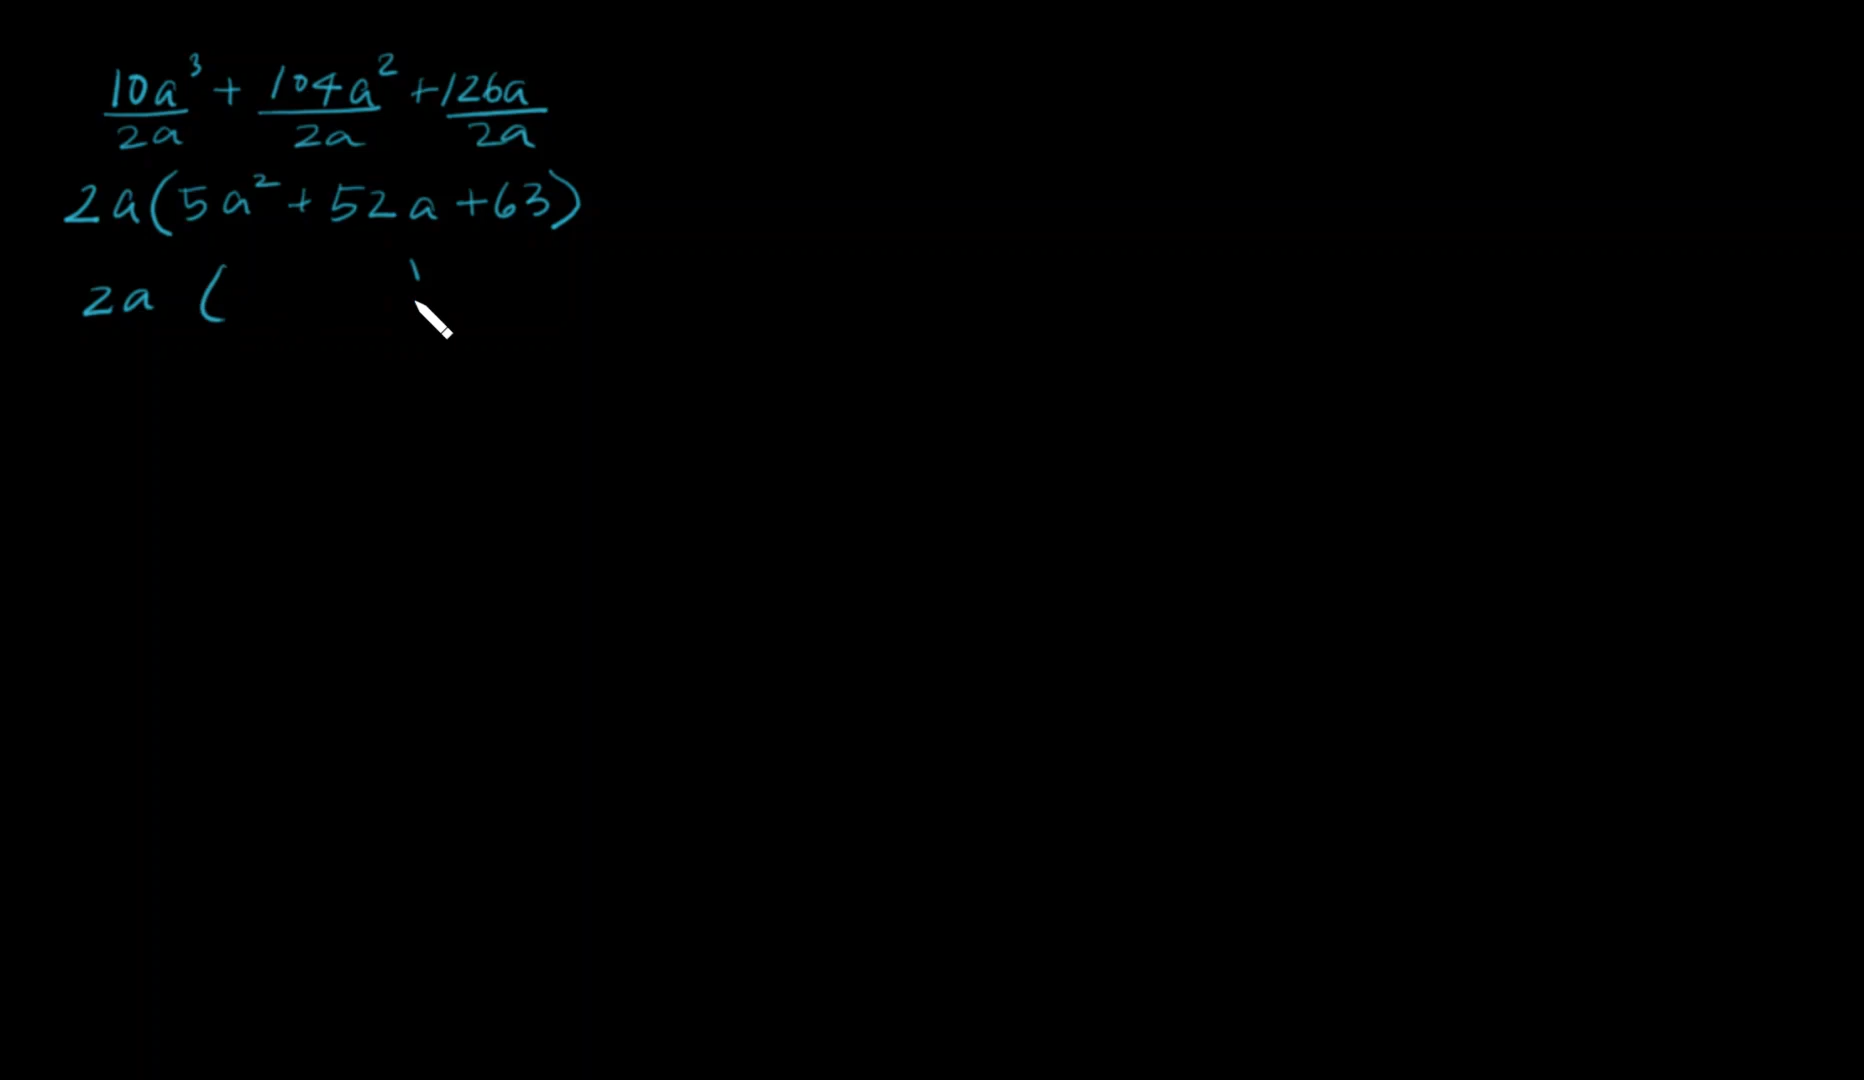 10a³ + 104a² + 126a
2a 2a 2a
2a(5a² + 52a + 63)
2a (